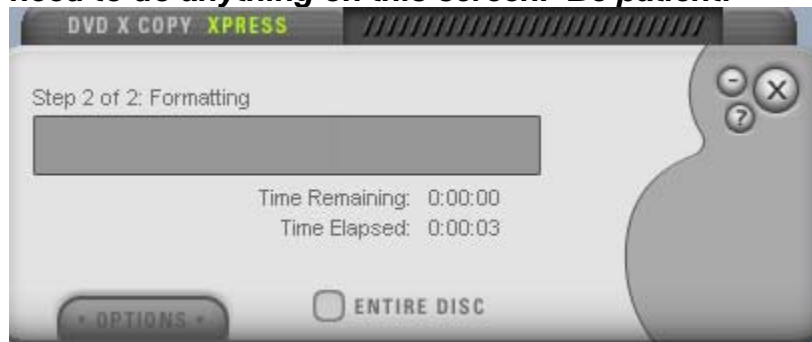 need to do anything on this screen. Be patient.
DVD X COPY XPRESS
Step 2 of 2: Formatting
Time Remaining: 0:00:00
Time Elapsed: 0:00:03
ENTIRE DISC
• OPTIONS •